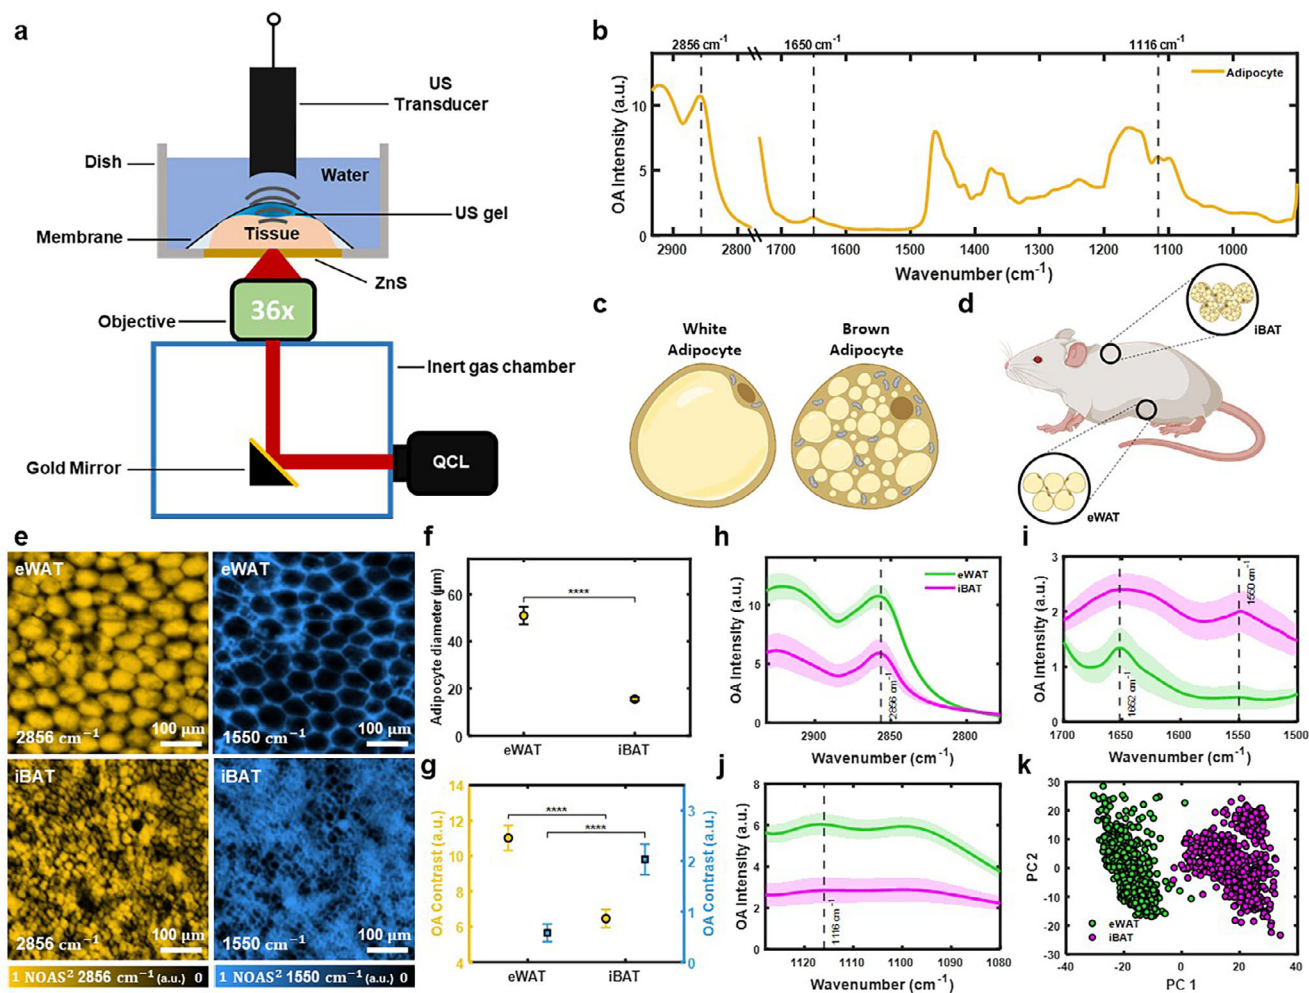 a
US
Transducer
Dish
Water
US gel
Membrane
Tissue
ZnS
36x
Objective
Inert gas chamber
Gold Mirror
QCL
b
2856 cm⁻¹
1650 cm⁻¹
1116 cm⁻¹
Adipocyte
OA Intensity (a.u.)
10
5
0
2900
2800
1700
1600
1500
1400
1300
1200
1100
1000
Wavenumber (cm⁻¹)
c
White
Adipocyte
Brown
Adipocyte
d
iBAT
eWAT
e
eWAT
2856 cm⁻¹
100 µm
eWAT
1550 cm⁻¹
100 µm
iBAT
2856 cm⁻¹
100 µm
iBAT
1550 cm⁻¹
100 µm
1 NOAS² 2856 cm⁻¹ (a.u.) 0
1 NOAS² 1550 cm⁻¹ (a.u.) 0
f
Adipocyte diameter (µm)
60
40
20
0
****
eWAT
iBAT
g
OA Contrast (a.u.)
14
12
10
8
6
4
****
****
3
2
1
0
OA Contrast (a.u.)
eWAT
iBAT
h
OA Intensity (a.u.)
10
5
0
eWAT
iBAT
2856 cm⁻¹
2900
2850
2800
Wavenumber (cm⁻¹)
i
OA Intensity (a.u.)
3
2
1
0
1652 cm⁻¹
1550 cm⁻¹
1700
1650
1600
1550
1500
Wavenumber (cm⁻¹)
j
OA Intensity (a.u.)
8
6
4
2
0
1116 cm⁻¹
1120
1110
1100
1090
1080
Wavenumber (cm⁻¹)
k
PC 2
30
20
10
0
-10
-20
-30
eWAT
iBAT
-40
-20
0
20
40
PC 1